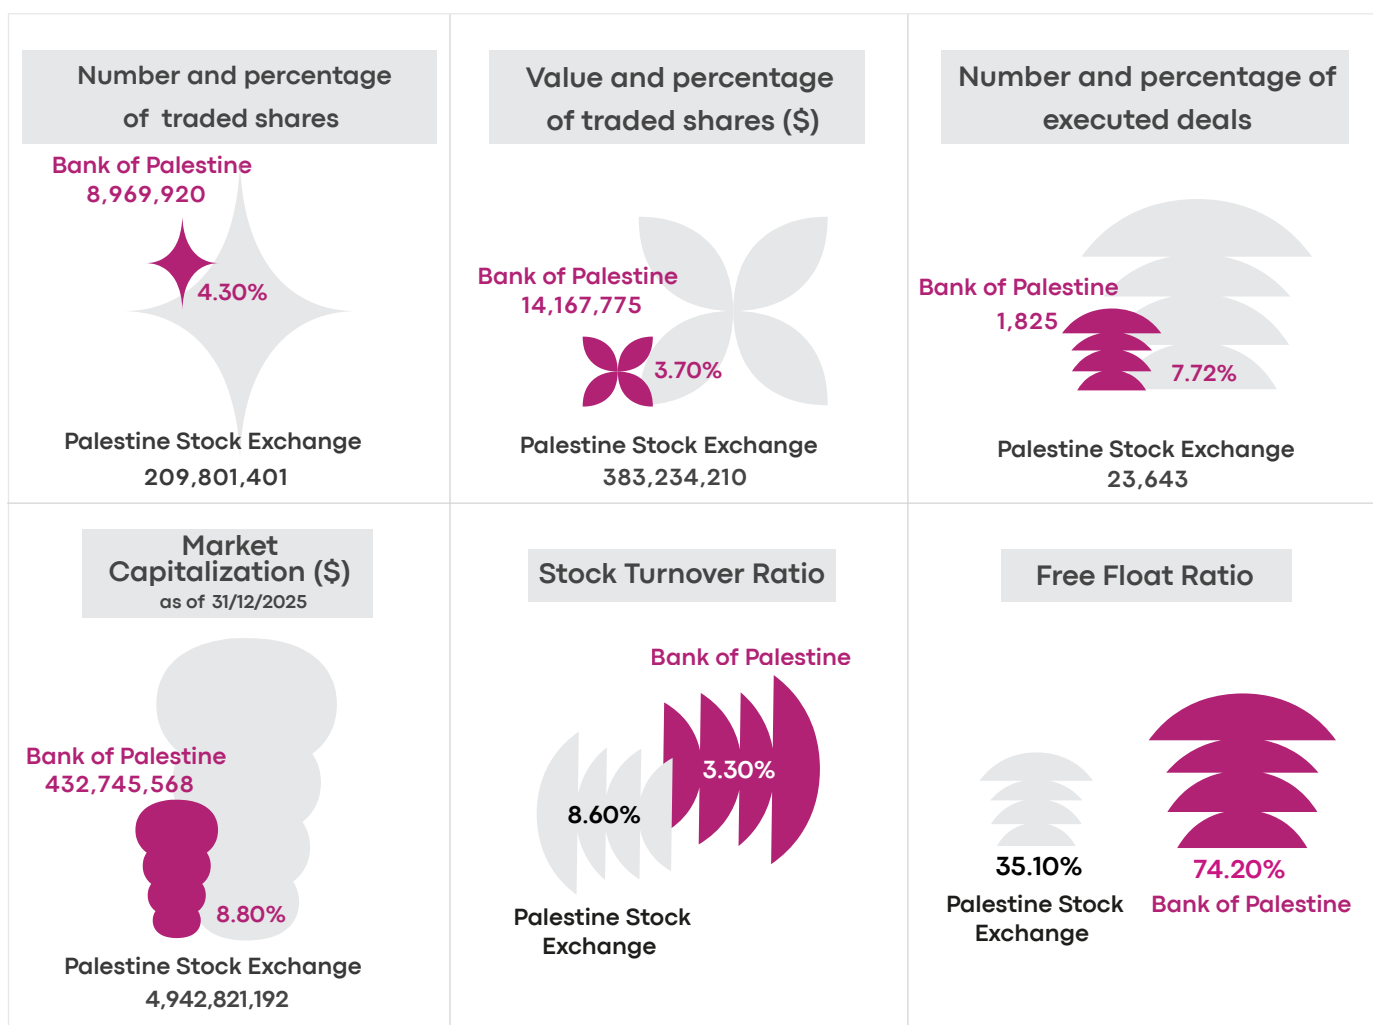 Number and percentage
of traded shares
Bank of Palestine
8,969,920
4.30%
Palestine Stock Exchange
209,801,401
Value and percentage
of traded shares ($)
Bank of Palestine
14,167,775
3.70%
Palestine Stock Exchange
383,234,210
Number and percentage of
executed deals
Bank of Palestine
1,825
7.72%
Palestine Stock Exchange
23,643
Market
Capitalization ($)
as of 31/12/2025
Bank of Palestine
432,745,568
8.80%
Palestine Stock Exchange
4,942,821,192
Stock Turnover Ratio
Bank of Palestine
3.30%
8.60%
Palestine Stock
Exchange
Free Float Ratio
35.10%
Palestine Stock
Exchange
74.20%
Bank of Palestine